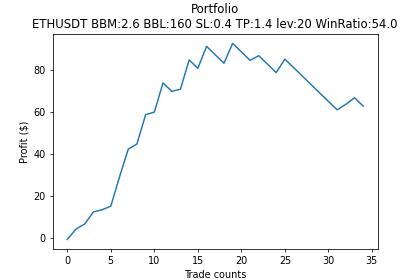 Portfolio
ETHUSDT BBM:2.6 BBL:160 SL:0.4 TP:1.4 lev:20 WinRatio:54.0
Profit ($)
80
60
40
20
0
0 5 10 15 20 25 30 35
Trade counts